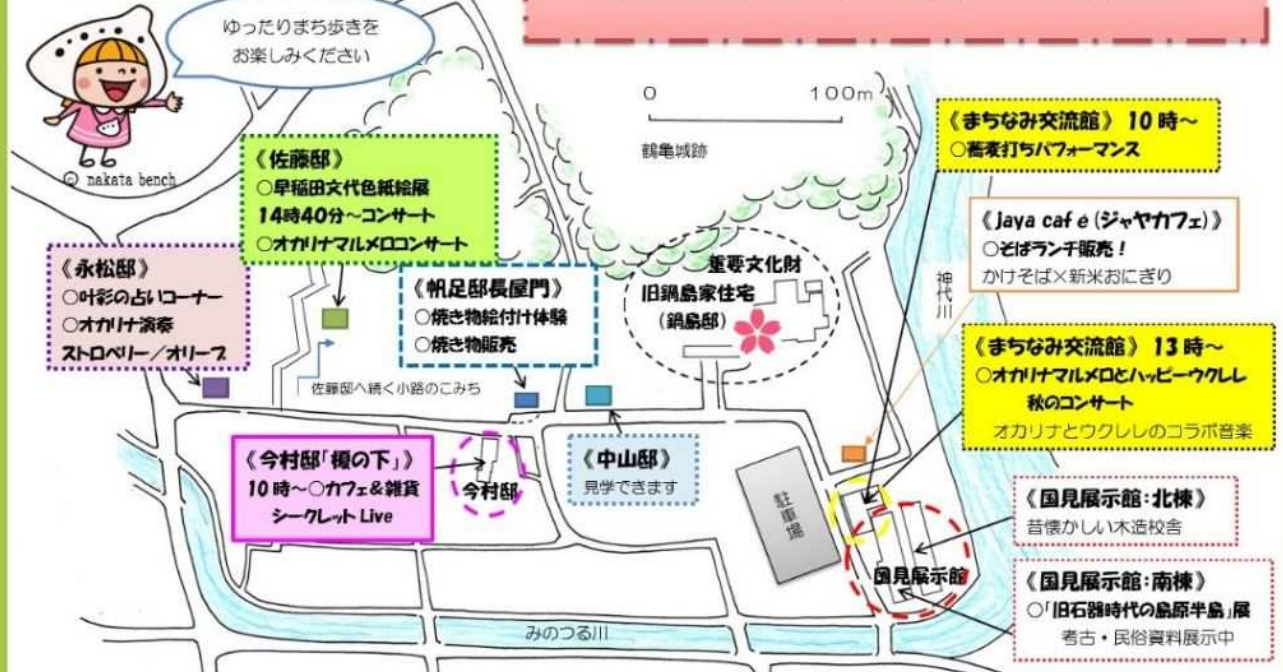 ゆったりまち歩きを
お楽しみください
© nakata bench
0 100m
鶴亀城跡
《まちなみ交流館》 10時~
○蕎麦打ちパフォーマンス
《佐藤邸》
○早稲田文代色紙絵展
14時40分~コンサート
○オカリナマルメロコンサート
《jaya café (ジャヤカフェ)》
○そばランチ販売!
かけそば×新米おにぎり
神代川
《永松邸》
○叶彩の占いコーナー
○オカリナ演奏
ストロベリー/オリーブ
《帆足邸長屋門》
○焼き物絵付け体験
○焼き物販売
重要文化財
旧鍋島家住宅
(鍋島邸)
《まちなみ交流館》 13時~
○オカリナマルメロとハッピーウクレレ
秋のコンサート
オカリナとウクレレのコラボ音楽
佐藤邸へ続く小路のこみち
《今村邸「榎の下」》
10時~○カフェ&雑貨
シークレット Live
今村邸
《中山邸》
見学できます
駐車場
《国見展示館:北棟》
昔懐かしい木造校舎
国見展示館
《国見展示館:南棟》
○「旧石器時代の島原半島」展
考古・民俗資料展示中
みのつる川